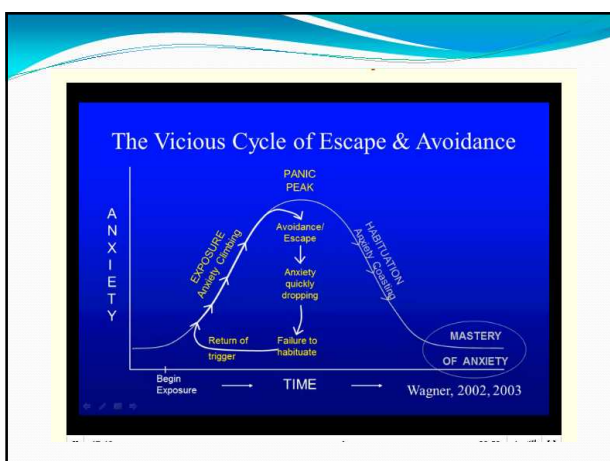 The Vicious Cycle of Escape & Avoidance
PANIC
PEAK
ANXIETY
EXPOSURE
Anxiety Climbing
Avoidance/
Escape
Anxiety
quickly
dropping
Failure to
habituate
Return of
trigger
HABITUATION
Anxiety Coasting
MASTERY
OF ANXIETY
Begin
Exposure
TIME
Wagner, 2002, 2003